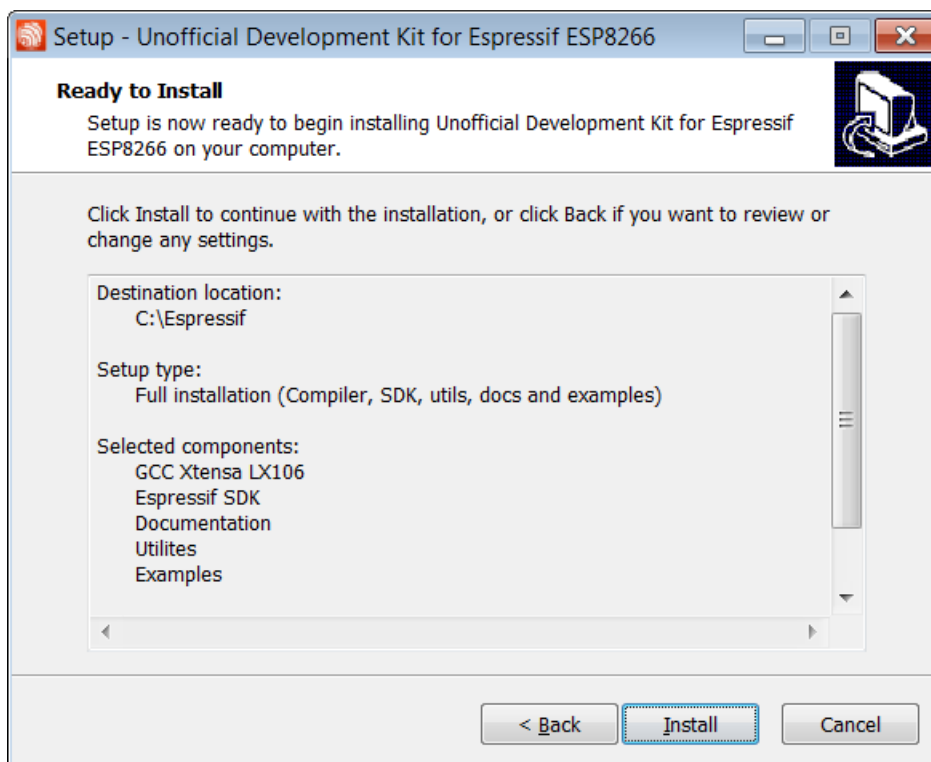 Setup - Unofficial Development Kit for Espressif ESP8266
Ready to Install
Setup is now ready to begin installing Unofficial Development Kit for Espressif
ESP8266 on your computer.
Click Install to continue with the installation, or click Back if you want to review or
change any settings.
Destination location:
C:\Espressif
Setup type:
Full installation (Compiler, SDK, utils, docs and examples)
Selected components:
GCC Xtensa LX106
Espressif SDK
Documentation
Utilites
Examples
< Back
Install
Cancel